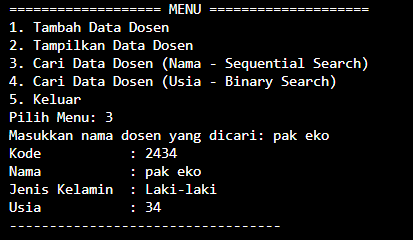 =================== MENU ====================
1. Tambah Data Dosen
2. Tampilkan Data Dosen
3. Cari Data Dosen (Nama - Sequential Search)
4. Cari Data Dosen (Usia - Binary Search)
5. Keluar
Pilih Menu: 3
Masukkan nama dosen yang dicari: pak eko
Kode           : 2434
Nama           : pak eko
Jenis Kelamin  : Laki-laki
Usia           : 34
----------------------------------